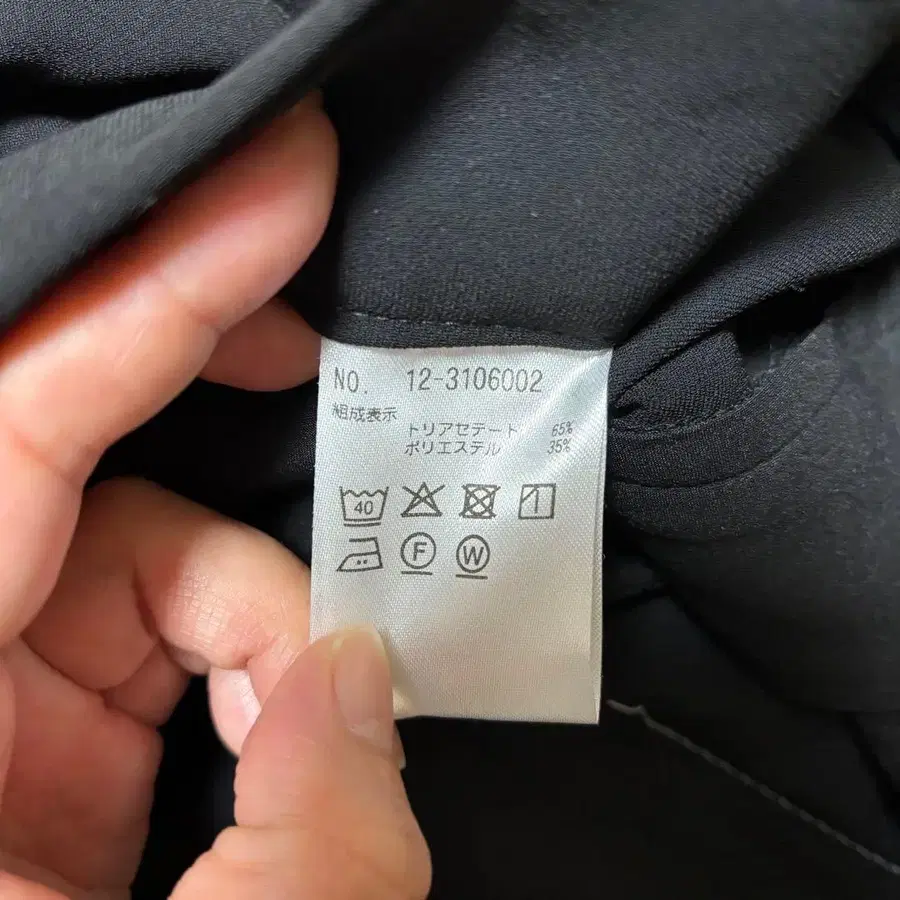 NO. 12-3106002
組成表示
トリアセテート 65%
ポリエステル 35%
40
F W